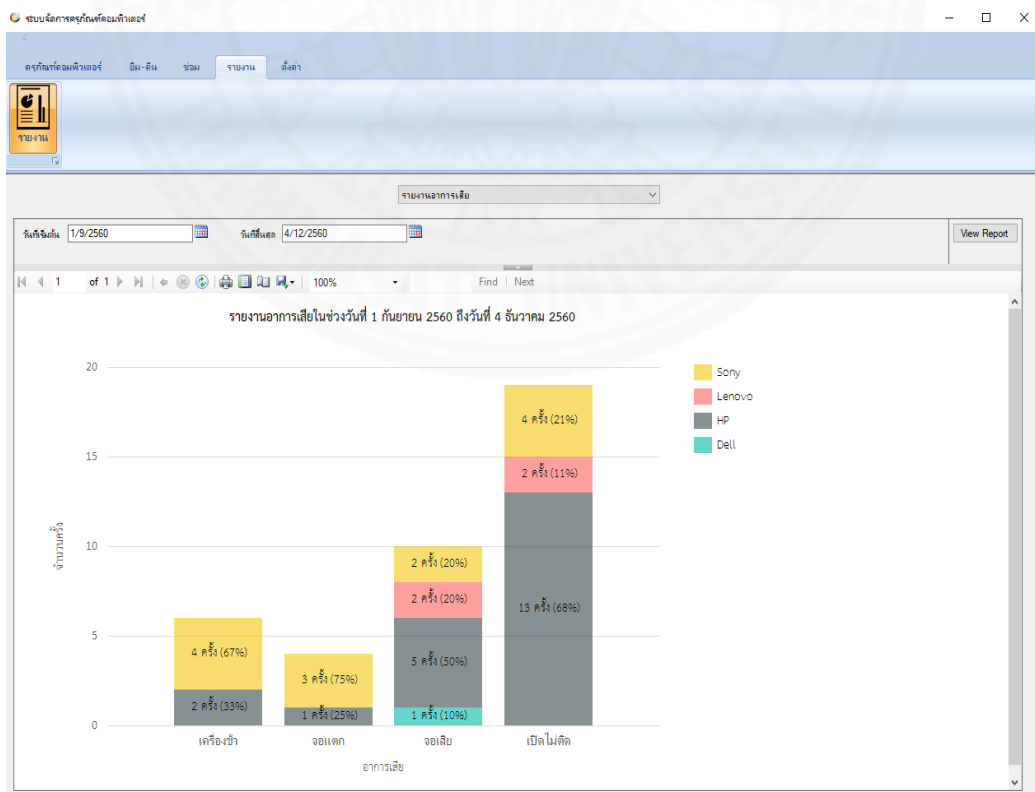 ระบบจัดการครุภัณฑ์คอมพิวเตอร์
ครุภัณฑ์คอมพิวเตอร์ ยืม-คืน ซ่อม รายงาน ตั้งค่า
รายงาน
รายงานอาการเสีย
วันที่เริ่มต้น 1/9/2560 วันที่สิ้นสุด 4/12/2560 View Report
1 of 1 100% Find | Next
รายงานอาการเสียในช่วงวันที่ 1 กันยายน 2560 ถึงวันที่ 4 ธันวาคม 2560
20
15
10
5
0
จำนวนครั้ง
4 ครั้ง (67%)
2 ครั้ง (33%)
3 ครั้ง (75%)
1 ครั้ง (25%)
2 ครั้ง (20%)
2 ครั้ง (20%)
5 ครั้ง (50%)
1 ครั้ง (10%)
4 ครั้ง (21%)
2 ครั้ง (11%)
13 ครั้ง (68%)
เครื่องช้า จอแตก จอเสีย เปิดไม่ติด
อาการเสีย
Sony
Lenovo
HP
Dell